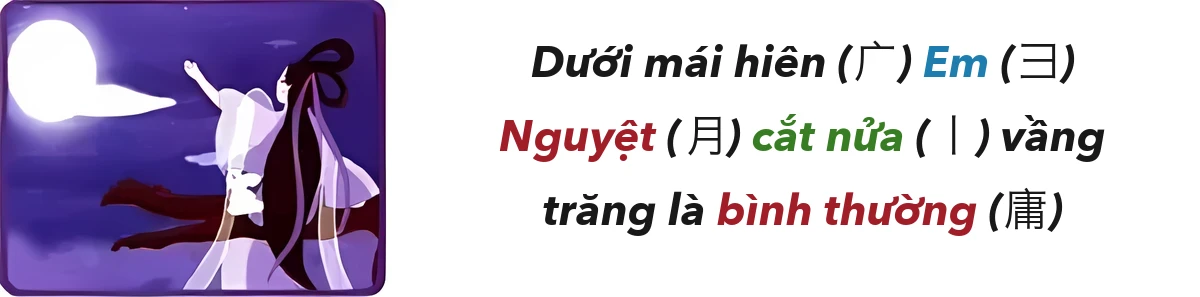 Dưới mái hiên (广) Em (彐)
Nguyệt (月) cắt nửa (丨) vầng
trăng là bình thường (庸)